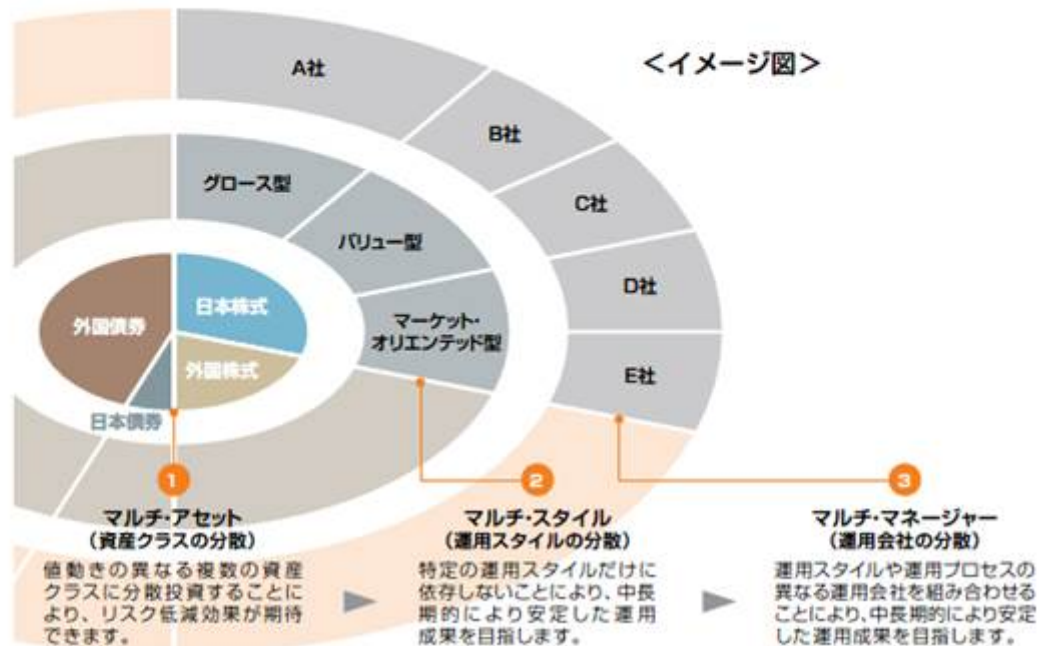 ＜イメージ図＞
A社
B社
C社
D社
E社
グロース型
バリュー型
マーケット・
オリエンテッド型
日本株式
外国株式
日本債券
外国債券
1
マルチ・アセット
（資産クラスの分散）
値動きの異なる複数の資産
クラスに分散投資することに
より、リスク低減効果が期待
できます。
2
マルチ・スタイル
（運用スタイルの分散）
特定の運用スタイルだけに
依存しないことにより、中長
期的により安定した運用
成果を目指します。
3
マルチ・マネージャー
（運用会社の分散）
運用スタイルや運用プロセスの
異なる運用会社を組み合わせる
ことにより、中長期的により安定
した運用成果を目指します。